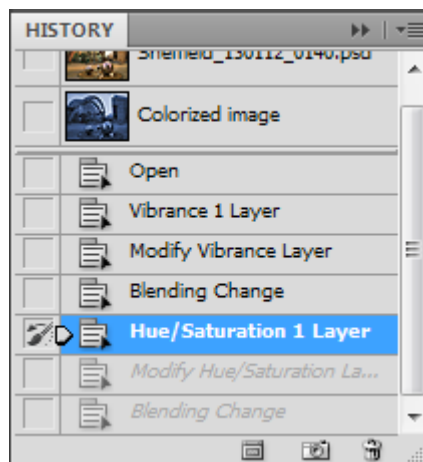 HISTORY
Sheffield_130112_0140.psd
Colorized image
Open
Vibrance 1 Layer
Modify Vibrance Layer
Blending Change
Hue/Saturation 1 Layer
Modify Hue/Saturation La...
Blending Change